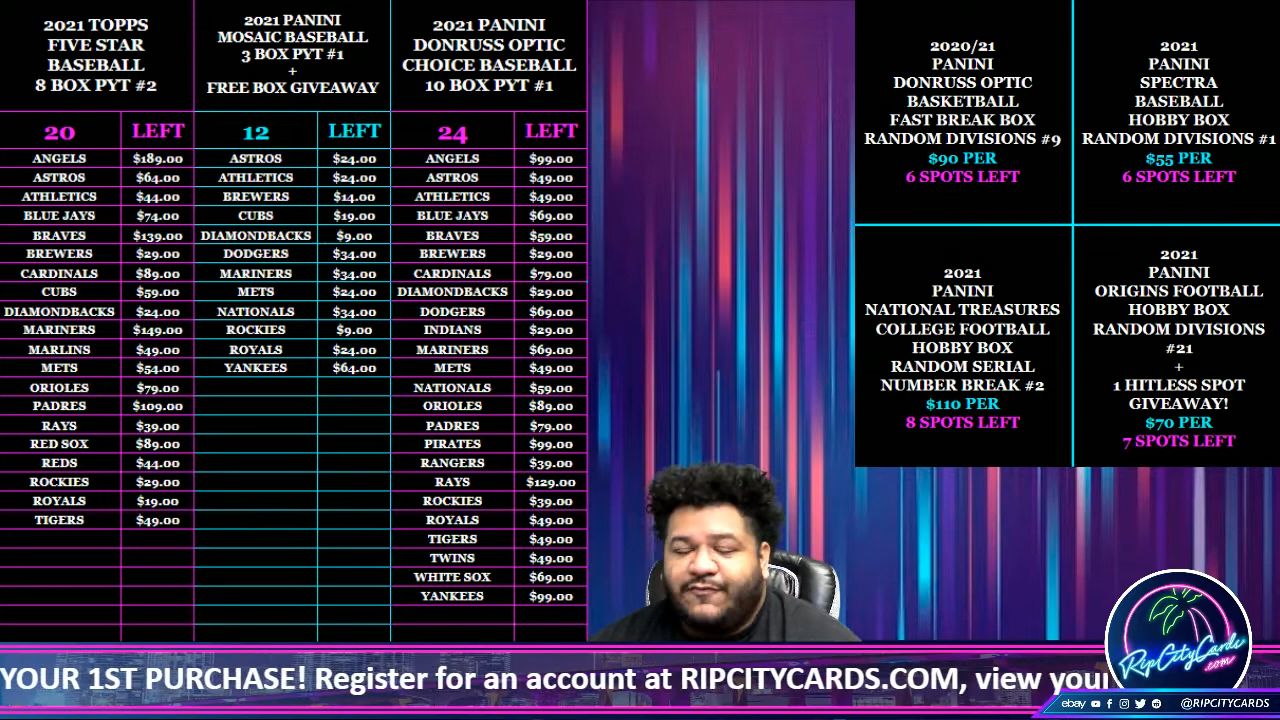 2021 TOPPS
FIVE STAR
BASEBALL
8 BOX PYT #2
20 LEFT
ANGELS $189.00
ASTROS $64.00
ATHLETICS $44.00
BLUE JAYS $74.00
BRAVES $139.00
BREWERS $29.00
CARDINALS $89.00
CUBS $59.00
DIAMONDBACKS $24.00
MARINERS $149.00
MARLINS $49.00
METS $54.00
ORIOLES $79.00
PADRES $109.00
RAYS $39.00
RED SOX $89.00
REDS $44.00
ROCKIES $29.00
ROYALS $19.00
TIGERS $49.00
2021 PANINI
MOSAIC BASEBALL
3 BOX PYT #1
+
FREE BOX GIVEAWAY
12 LEFT
ASTROS $24.00
ATHLETICS $24.00
BREWERS $14.00
CUBS $19.00
DIAMONDBACKS $9.00
DODGERS $34.00
MARINERS $34.00
METS $24.00
NATIONALS $34.00
ROCKIES $9.00
ROYALS $24.00
YANKEES $64.00
2021 PANINI
DONRUSS OPTIC
CHOICE BASEBALL
10 BOX PYT #1
24 LEFT
ANGELS $99.00
ASTROS $49.00
ATHLETICS $49.00
BLUE JAYS $69.00
BRAVES $59.00
BREWERS $29.00
CARDINALS $79.00
DIAMONDBACKS $29.00
DODGERS $69.00
INDIANS $29.00
MARINERS $69.00
METS $49.00
NATIONALS $59.00
ORIOLES $89.00
PADRES $79.00
PIRATES $99.00
RANGERS $39.00
RAYS $129.00
ROCKIES $39.00
ROYALS $49.00
TIGERS $49.00
TWINS $49.00
WHITE SOX $69.00
YANKEES $99.00
2020/21
PANINI
DONRUSS OPTIC
BASKETBALL
FAST BREAK BOX
RANDOM DIVISIONS #9
$90 PER
6 SPOTS LEFT
2021
PANINI
SPECTRA
BASEBALL
HOBBY BOX
RANDOM DIVISIONS #1
$55 PER
6 SPOTS LEFT
2021
PANINI
NATIONAL TREASURES
COLLEGE FOOTBALL
HOBBY BOX
RANDOM SERIAL
NUMBER BREAK #2
$110 PER
8 SPOTS LEFT
2021
PANINI
ORIGINS FOOTBALL
HOBBY BOX
RANDOM DIVISIONS
#21
+
1 HITLESS SPOT
GIVEAWAY!
$70 PER
7 SPOTS LEFT
YOUR 1ST PURCHASE! Register for an account at RIPCITYCARDS.COM, view your
RipCityCards
.com
ebay @RIPCITYCARDS